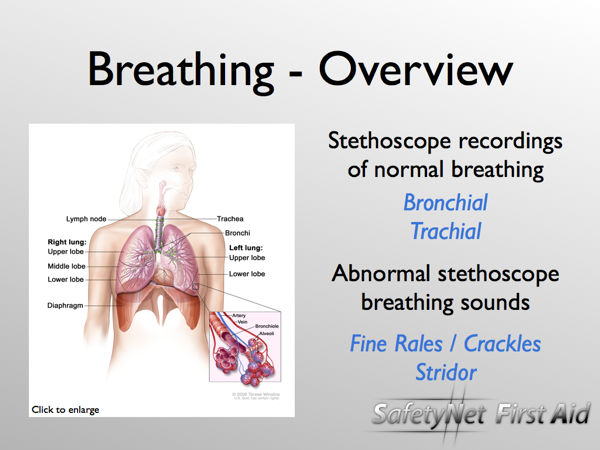 Breathing - Overview
Stethoscope recordings
of normal breathing
Bronchial
Trachial
Abnormal stethoscope
breathing sounds
Fine Rales / Crackles
Stridor
Lymph node
Trachea
Bronchi
Right lung:
Upper lobe
Middle lobe
Lower lobe
Left lung:
Upper lobe
Lower lobe
Diaphragm
Artery
Vein
Bronchiole
Alveoli
© 2006 Terese Winslow
U.S. Govt. has certain rights
Click to enlarge
SafetyNet First Aid